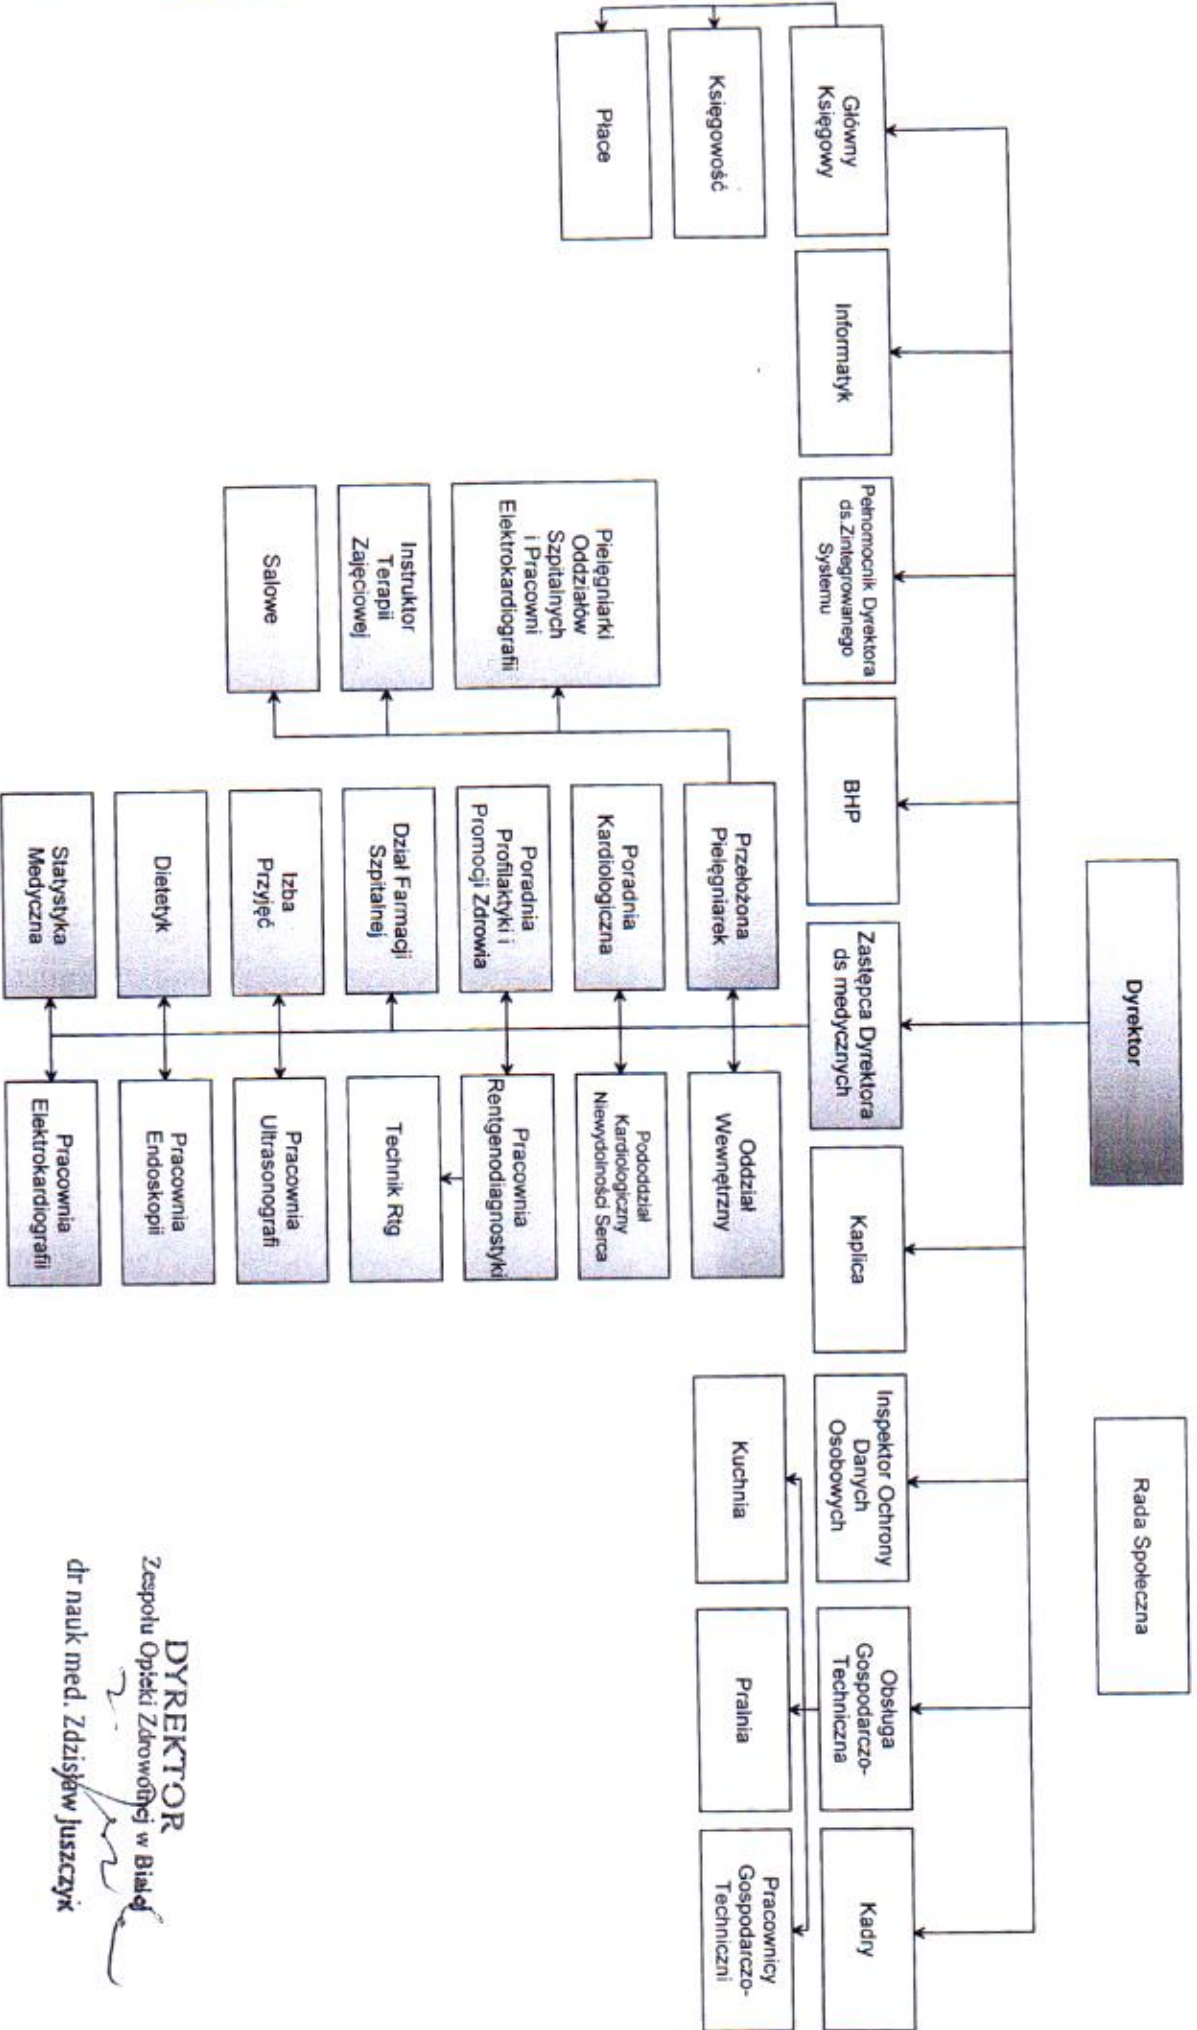 Dyrektor
Rada Społeczna
Główny
Księgowy
Informatyk
Pełnomocnik Dyrektora
ds.Zintegrowanego
Systemu
BHP
Zastępca Dyrektora
ds medycznych
Kaplica
Inspektor Ochrony
Danych
Osobowych
Obsługa
Gospodarczo-
Techniczna
Kadry
Księgowość
Płace
Przełożona
Pielęgniarek
Oddział
Wewnętrzny
Kuchnia
Pralnia
Pracownicy
Gospodarczo-
Techniczni
Pielęgniarki
Oddziałów
Szpitalnych
i Pracowni
Elektrokardiografii
Poradnia
Kardiologiczna
Pododdział
Kardiologiczny
Niewydolności Serca
Poradnia
Profilaktyki i
Promocji Zdrowia
Pracownia
Rentgenodiagnostyki
Instruktor
Terapii
Zajęciowej
Dział Farmacji
Szpitalnej
Technik Rtg
Salowe
Izba
Przyjęć
Pracownia
Ultrasonografi
Dietetyk
Pracownia
Endoskopii
Statystyka
Medyczna
Pracownia
Elektrokardiografii
DYREKTOR
Zespołu Opieki Zdrowotnej w Białej
dr nauk med. Zdzisław Juszczyk